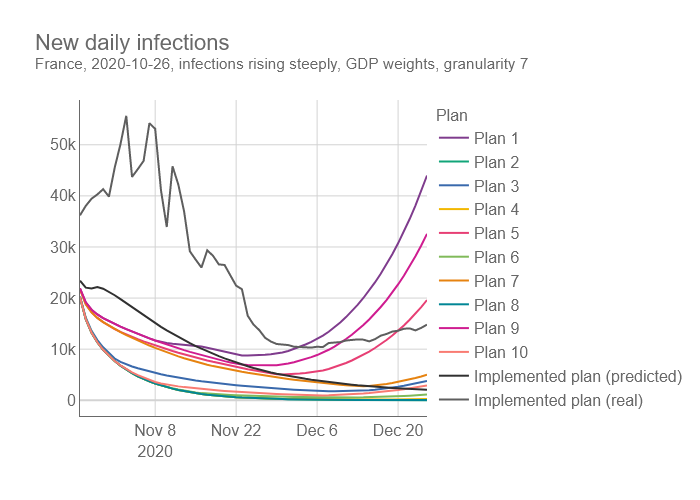 New daily infections
France, 2020-10-26, infections rising steeply, GDP weights, granularity 7
Plan
50k
40k
30k
20k
10k
0
Nov 8
2020
Nov 22
Dec 6
Dec 20
Plan 1
Plan 2
Plan 3
Plan 4
Plan 5
Plan 6
Plan 7
Plan 8
Plan 9
Plan 10
Implemented plan (predicted)
Implemented plan (real)